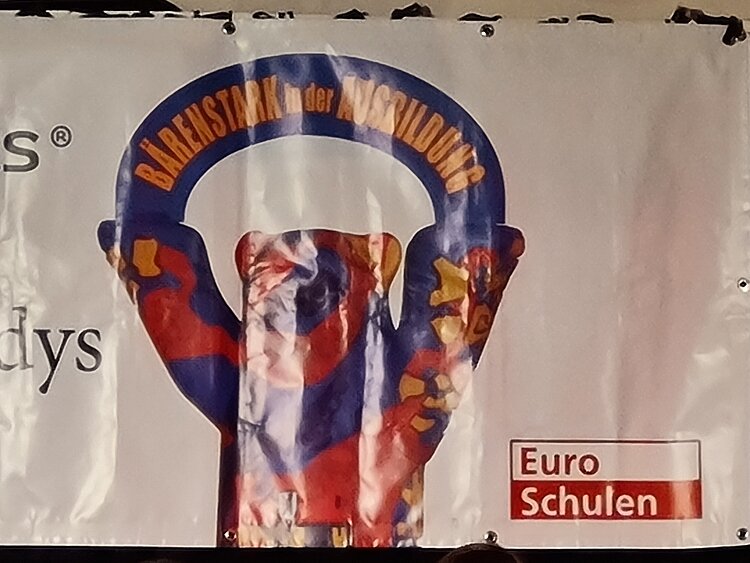 s®
BÄRENSTARK in der AUSBILDUNG
dys
Euro
Schulen